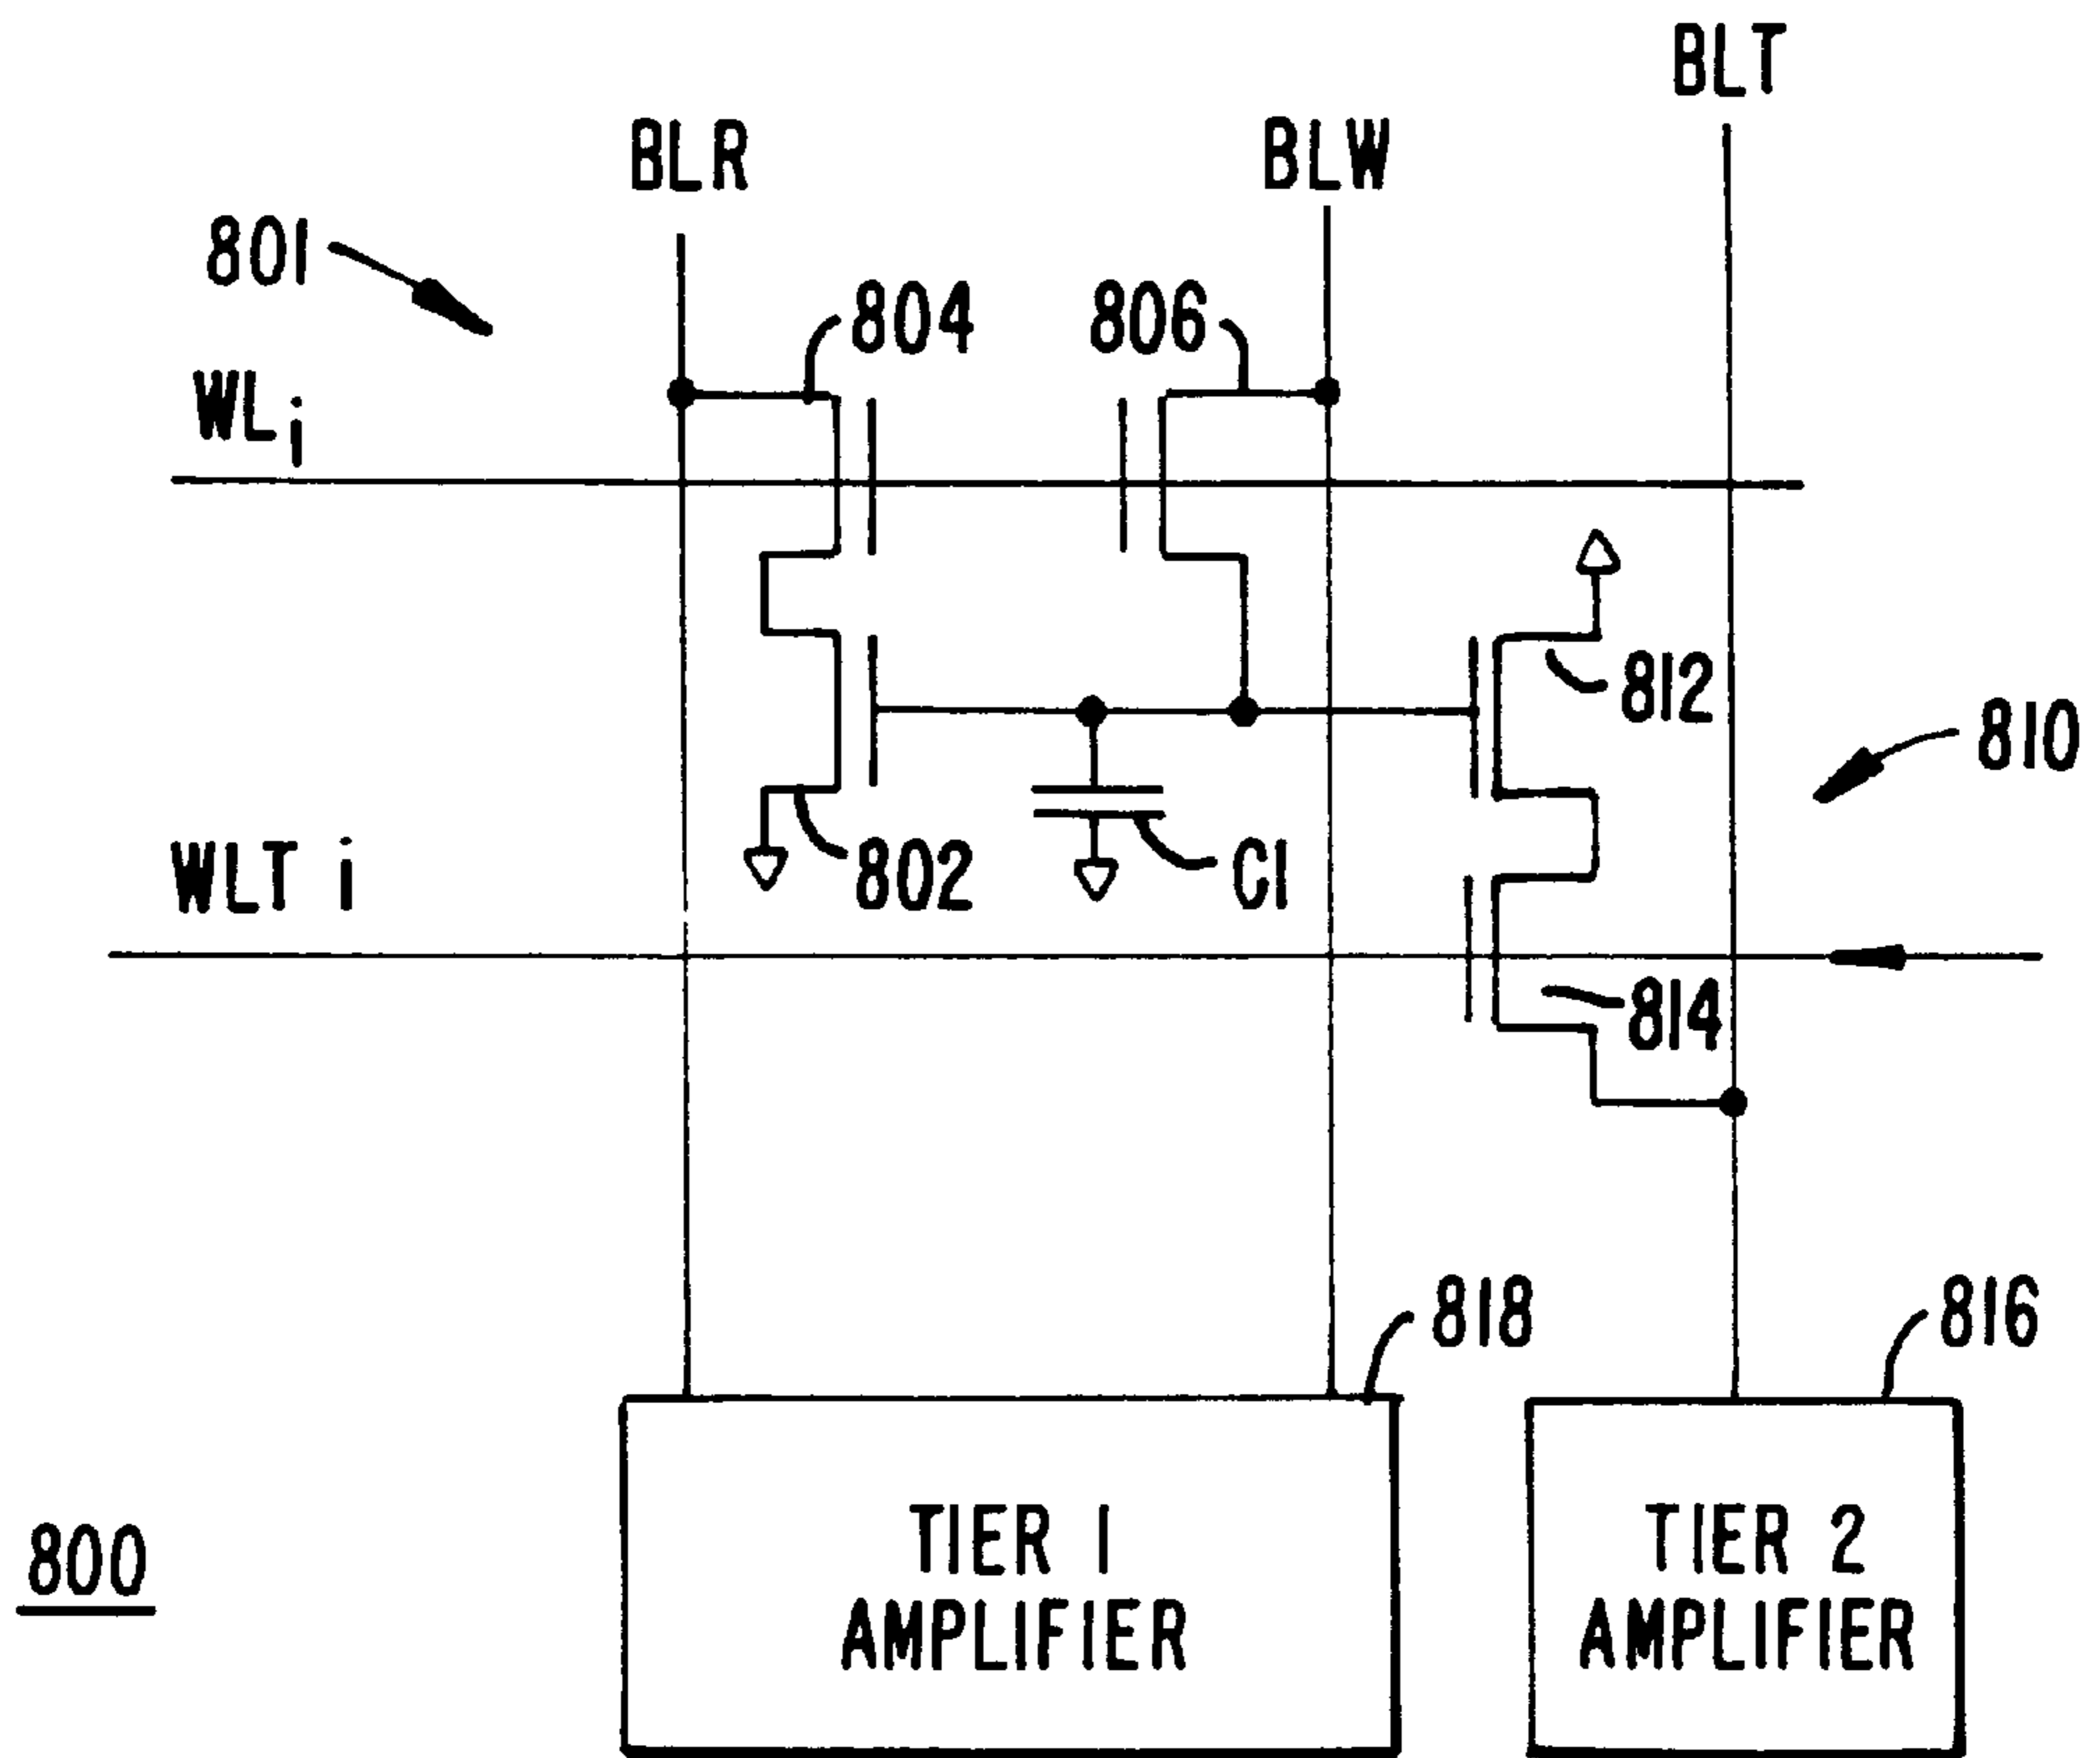 BLT
BLR
BLW
801
804
806
WLi
812
810
802
C1
WLT i
814
818
816
TIER 1
AMPLIFIER
TIER 2
AMPLIFIER
800